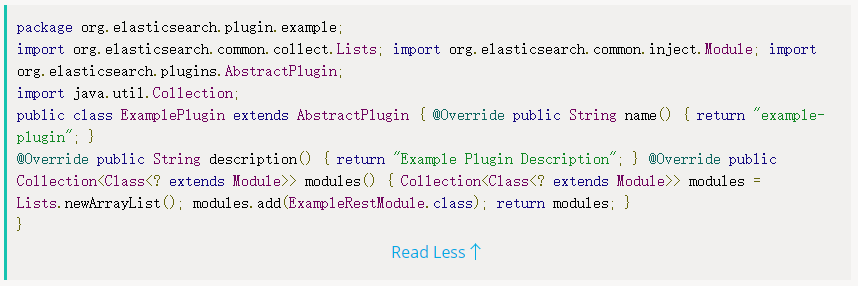 package org.elasticsearch.plugin.example;
import org.elasticsearch.common.collect.Lists; import org.elasticsearch.common.inject.Module; import
org.elasticsearch.plugins.AbstractPlugin;
import java.util.Collection;
public class ExamplePlugin extends AbstractPlugin { @Override public String name() { return "example-
plugin"; }
@Override public String description() { return "Example Plugin Description"; } @Override public
Collection<Class<? extends Module>> modules() { Collection<Class<? extends Module>> modules =
Lists.newArrayList(); modules.add(ExampleRestModule.class); return modules; }
}
Read Less ↑